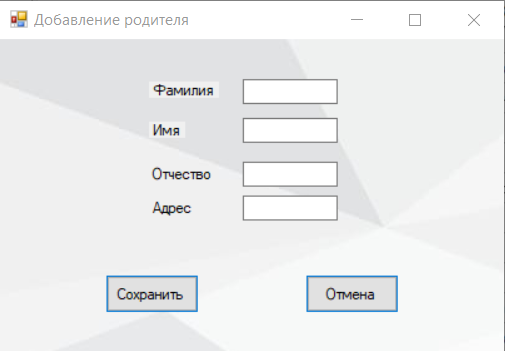 Добавление родителя
Фамилия
Имя
Отчество
Адрес
Сохранить Отмена